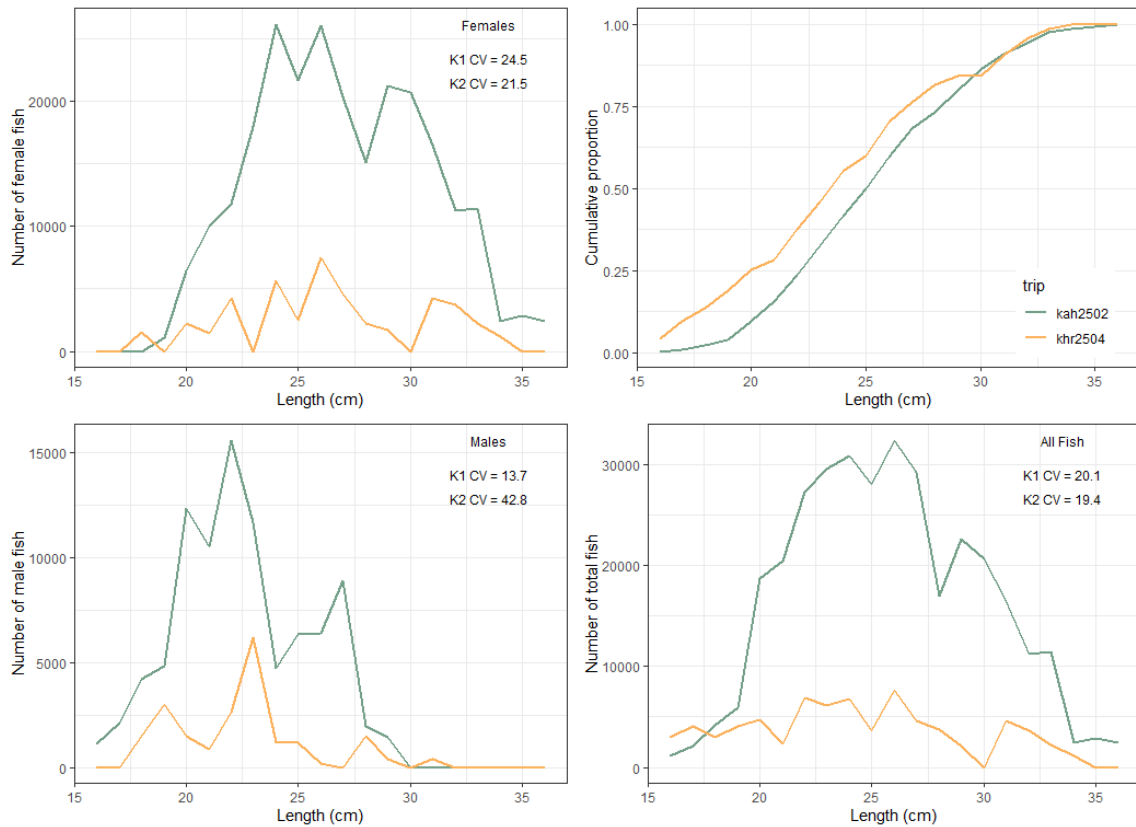 Females
K1 CV = 24.5
K2 CV = 21.5
Number of female fish
20000
10000
0
15 20 25 30 35
Length (cm)
Cumulative proportion
1.00
0.75
0.50
0.25
0.00
trip
kah2502
khr2504
15 20 25 30 35
Length (cm)
Males
K1 CV = 13.7
K2 CV = 42.8
Number of male fish
15000
10000
5000
0
15 20 25 30 35
Length (cm)
All Fish
K1 CV = 20.1
K2 CV = 19.4
Number of total fish
30000
20000
10000
0
15 20 25 30 35
Length (cm)